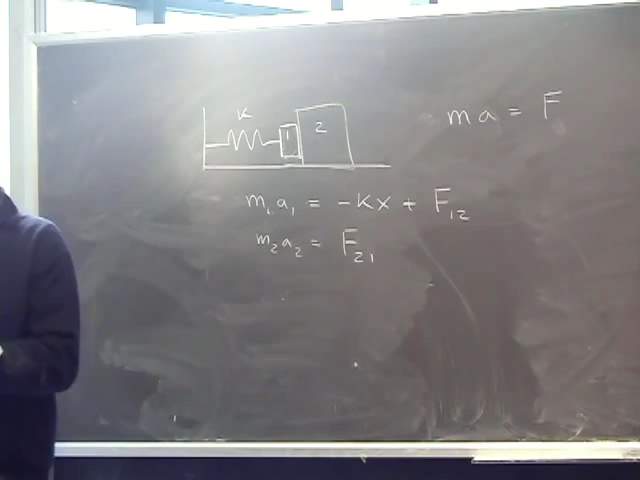 K
1 2
ma = F
m₁a₁ = -Kx + F₁₂
m₂a₂ = F₂₁